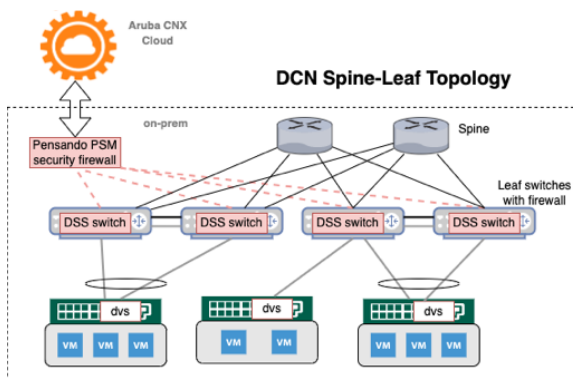 Aruba CNX
Cloud
DCN Spine-Leaf Topology
on-prem
Pensando PSM
security firewall
Spine
Leaf switches
with firewall
DSS switch
DSS switch
DSS switch
DSS switch
dvs
dvs
dvs
VM
VM
VM
VM
VM
VM
VM
VM